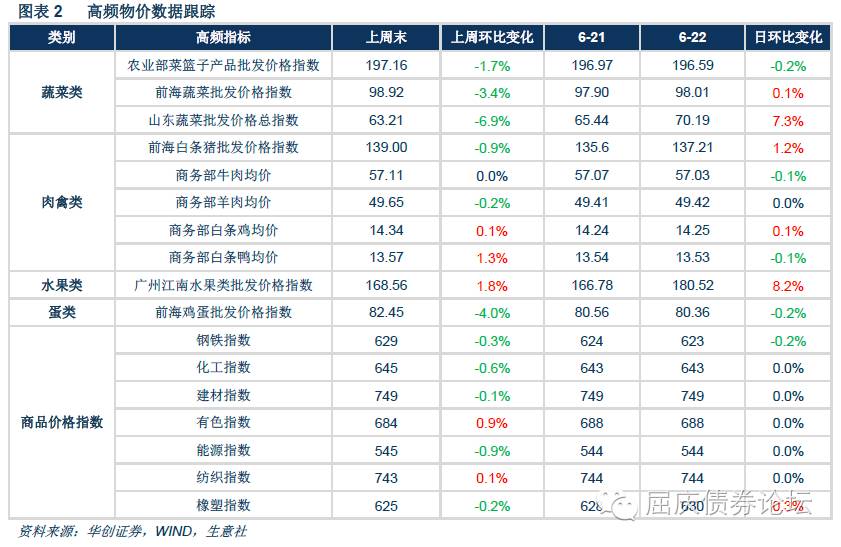 图表 2 高频物价数据跟踪
类别 高频指标 上周末 上周环比变化 6-21 6-22 日环比变化
农业部菜篮子产品批发价格指数 197.16 -1.7% 196.97 196.59 -0.2%
蔬菜类 前海蔬菜批发价格指数 98.92 -3.4% 97.90 98.01 0.1%
山东蔬菜批发价格总指数 63.21 -6.9% 65.44 70.19 7.3%
前海白条猪批发价格指数 139.00 -0.9% 135.6 137.21 1.2%
商务部牛肉均价 57.11 0.0% 57.07 57.03 -0.1%
肉禽类 商务部羊肉均价 49.65 -0.2% 49.41 49.42 0.0%
商务部白条鸡均价 14.34 0.1% 14.24 14.25 0.1%
商务部白条鸭均价 13.57 1.3% 13.54 13.53 -0.1%
水果类 广州江南水果类批发价格指数 168.56 1.8% 166.78 180.52 8.2%
蛋类 前海鸡蛋批发价格指数 82.45 -4.0% 80.56 80.36 -0.2%
钢铁指数 629 -0.3% 624 623 -0.2%
化工指数 645 -0.6% 643 643 0.0%
建材指数 749 -0.1% 749 749 0.0%
商品价格指数 有色指数 684 0.9% 688 688 0.0%
能源指数 545 -0.9% 544 544 0.0%
纺织指数 743 0.1% 744 744 0.0%
橡塑指数 625 -0.2% 628 630 0.3%
屈庆债券论坛
资料来源：华创证券，WIND，生意社